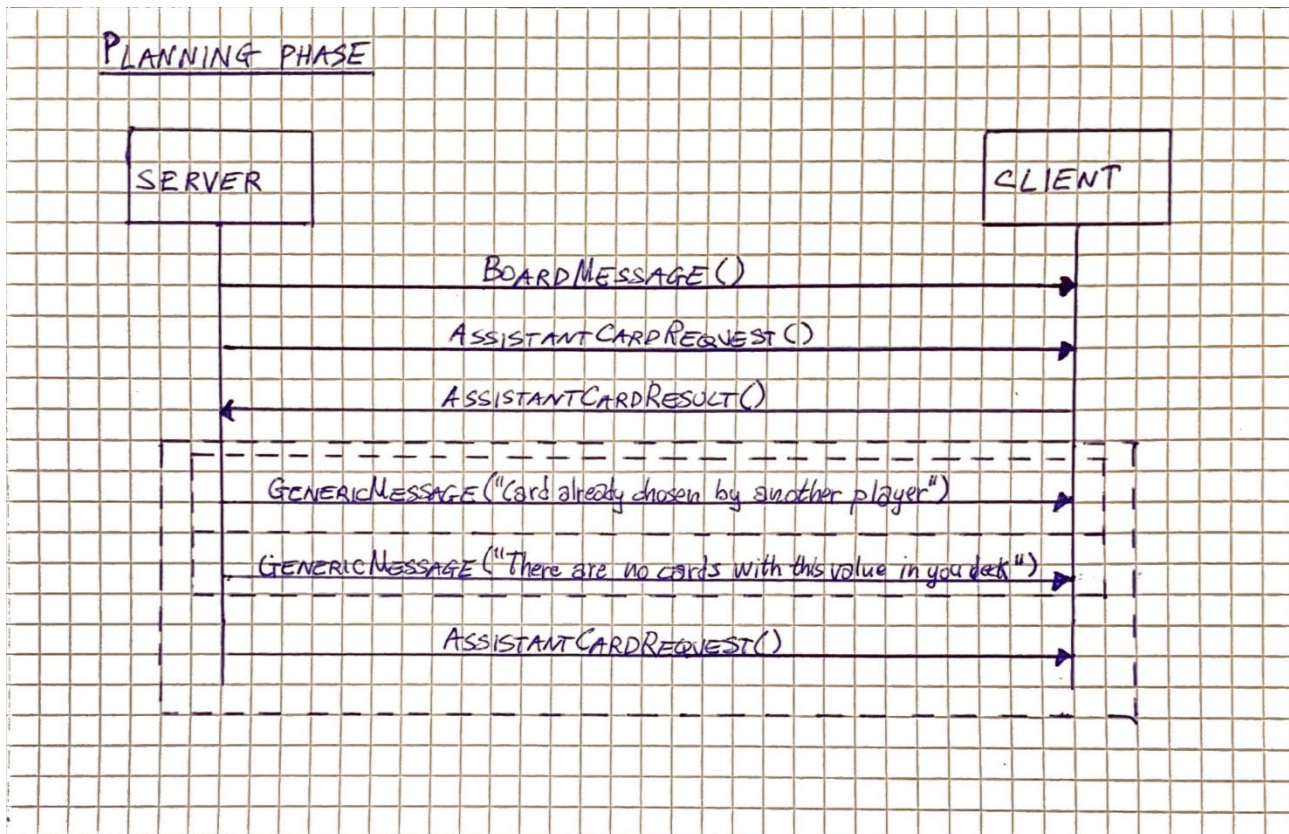 PLANNING PHASE
SERVER
CLIENT
BOARDMESSAGE()
ASSISTANTCARDREQUEST()
ASSISTANTCARDRESULT()
GENERICMESSAGE("Card already chosen by another player")
GENERICMESSAGE("There are no cards with this value in you deck")
ASSISTANTCARDREQUEST()